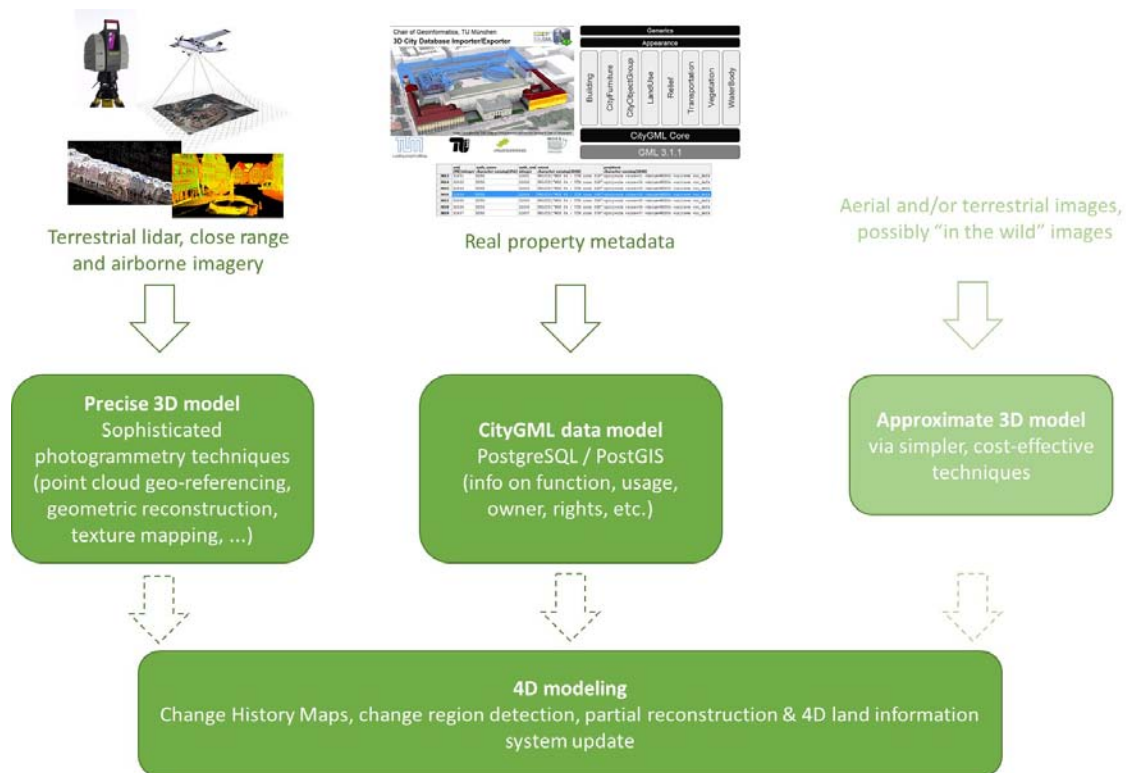 Chair of Geoinformatics, TU München
3D City Database Importer/Exporter
Generics
Appearance
Building
CityFurniture
CityObjectGroup
LandUse
Relief
Transportation
Vegetation
WaterBody
CityGML Core
GML 3.1.1
Terrestrial lidar, close range
and airborne imagery
Real property metadata
Aerial and/or terrestrial images,
possibly “in the wild” images
Precise 3D model
Sophisticated
photogrammetry techniques
(point cloud geo-referencing,
geometric reconstruction,
texture mapping, ...)
CityGML data model
PostgreSQL / PostGIS
(info on function, usage,
owner, rights, etc.)
Approximate 3D model
via simpler, cost-effective
techniques
4D modeling
Change History Maps, change region detection, partial reconstruction & 4D land information
system update